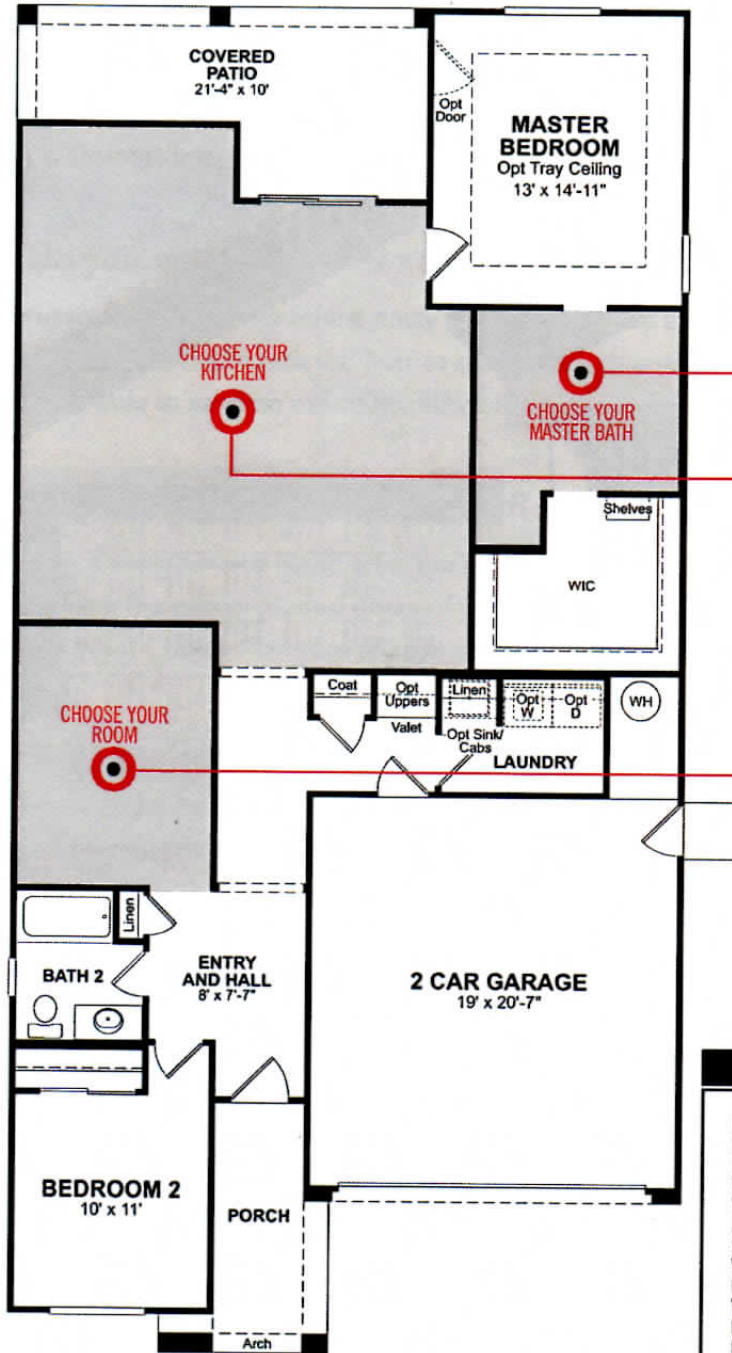 COVERED
PATIO
21'-4" x 10'
Opt
Door
MASTER
BEDROOM
Opt Tray Ceiling
13' x 14'-11"
CHOOSE YOUR
KITCHEN
CHOOSE YOUR
MASTER BATH
Shelves
WIC
CHOOSE YOUR
ROOM
Coat
Opt
Uppers
Valet
Linen
Opt Sink/
Cabs
Opt
W
Opt
D
LAUNDRY
WH
Linen
BATH 2
ENTRY
AND HALL
8' x 7'-7"
2 CAR GARAGE
19' x 20'-7"
BEDROOM 2
10' x 11'
PORCH
Arch